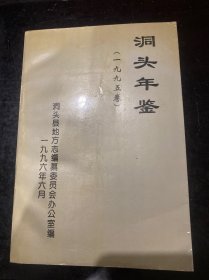 洞头年鉴
（一九九五卷）
洞头县地方志编纂委员会办公室编
一九九六年六月